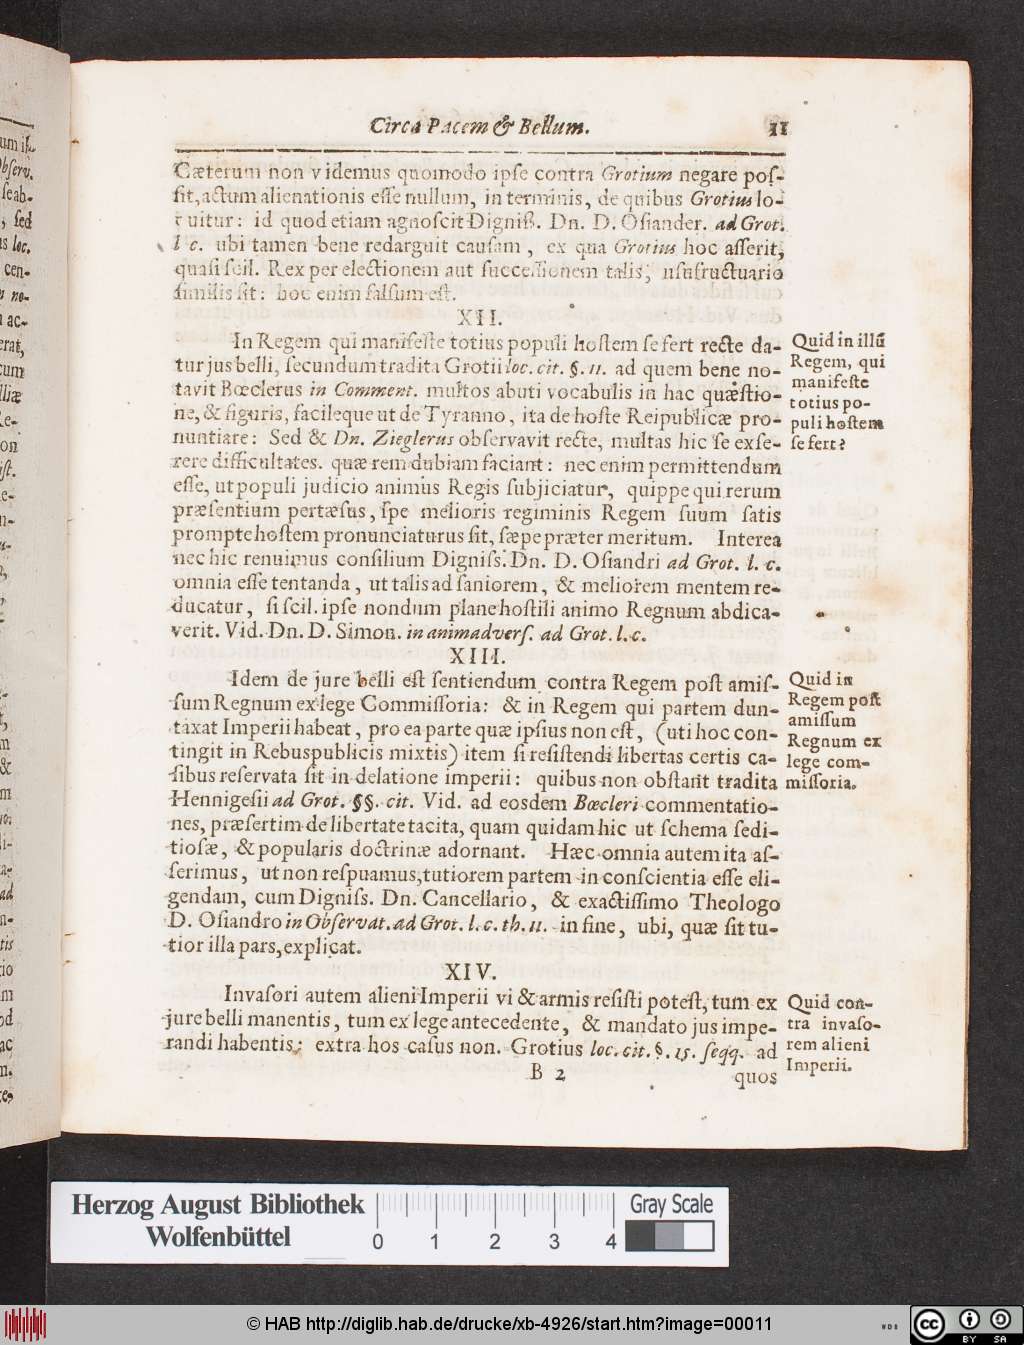 Circa Pacem & Bellum. 11
Cæterum non videmus quomodo ipſe contra Grotium negare poſ-
ſit, actum alienationis eſſe nullum, in terminis, de quibus Grotius lo-
uitur: id quod etiam agnoſcit Digniß. Dn. D. Oſiander. ad Grot.
l c. ubi tamen bene redarguit cauſam, ex qua Grotius hoc aſſerit,
quaſi ſcil. Rex per electionem aut ſucceſſionem talis, uſufructuario
ſimilis ſit: hoc enim falſum eſt.
XII.
In Regem qui manifeſte totius populi hoſtem ſe fert recte da-
tur jus belli, ſecundum tradita Grotii loc. cit. §. 11. ad quem bene no-
tavit Bœclerus in Comment. multos abuti vocabulis in hac quæſtio-
ne, & figuris, facileque ut de Tyranno, ita de hoſte Reipublicæ pro-
nuntiare: Sed & Dn. Zieglerus obſervavit recte, multas hic ſe exſe-
rere difficultates. quæ rem dubiam faciant: nec enim permittendum
eſſe, ut populi judicio animus Regis ſubjiciatur, quippe qui rerum
præſentium pertæſus, ſpe melioris regiminis Regem ſuum ſatis
prompte hoſtem pronunciaturus ſit, ſæpe præter meritum. Interea
nec hic renuimus conſilium Digniſs. Dn. D. Oſiandri ad Grot. l. c.
omnia eſſe tentanda, ut talis ad ſaniorem, & meliorem mentem re-
ducatur, ſi ſcil. ipſe nondum plane hoſtili animo Regnum abdica-
verit. Vid. Dn. D. Simon. in animadverſ. ad Grot. l. c.
Quid in illū
Regem, qui
manifeſte
totius po-
puli hoſtem
ſe fert?
XIII.
Idem de jure belli eſt ſentiendum contra Regem poſt amiſ-
ſum Regnum ex lege Commiſſoria: & in Regem qui partem dun-
taxat Imperii habeat, pro ea parte quæ ipſius non eſt, (uti hoc con-
tingit in Rebuspublicis mixtis) item ſi reſiſtendi libertas certis ca-
ſibus reſervata ſit in delatione imperii: quibus non obſtant tradita
Hennigeſii ad Grot. §§. cit. Vid. ad eosdem Bœcleri commentatio-
nes, præſertim de libertate tacita, quam quidam hic ut ſchema ſedi-
tioſæ, & popularis doctrinæ adornant. Hæc omnia autem ita aſ-
ſerimus, ut non reſpuamus, tutiorem partem in conſcientia eſſe eli-
gendam, cum Digniſs. Dn. Cancellario, & exactiſſimo Theologo
D. Oſiandro in Obſervat. ad Grot. l. c. th. 11. in fine, ubi, quæ ſit tu-
tior illa pars, explicat.
Quid in
Regem poſt
amiſſum
Regnum ex
lege com-
miſſoria.
XIV.
Invaſori autem alieni Imperii vi & armis reſiſti poteſt, tum ex
jure belli manentis, tum ex lege antecedente, & mandato jus impe-
randi habentis: extra hos caſus non. Grotius loc. cit. §. 15. ſeqq. ad
Quid con-
tra invaſo-
rem alieni
Imperii.
B 2
quos
Herzog August Bibliothek
Wolfenbüttel
0 1 2 3 4
Gray Scale
© HAB http://diglib.hab.de/drucke/xb-4926/start.htm?image=00011
cc BY SA